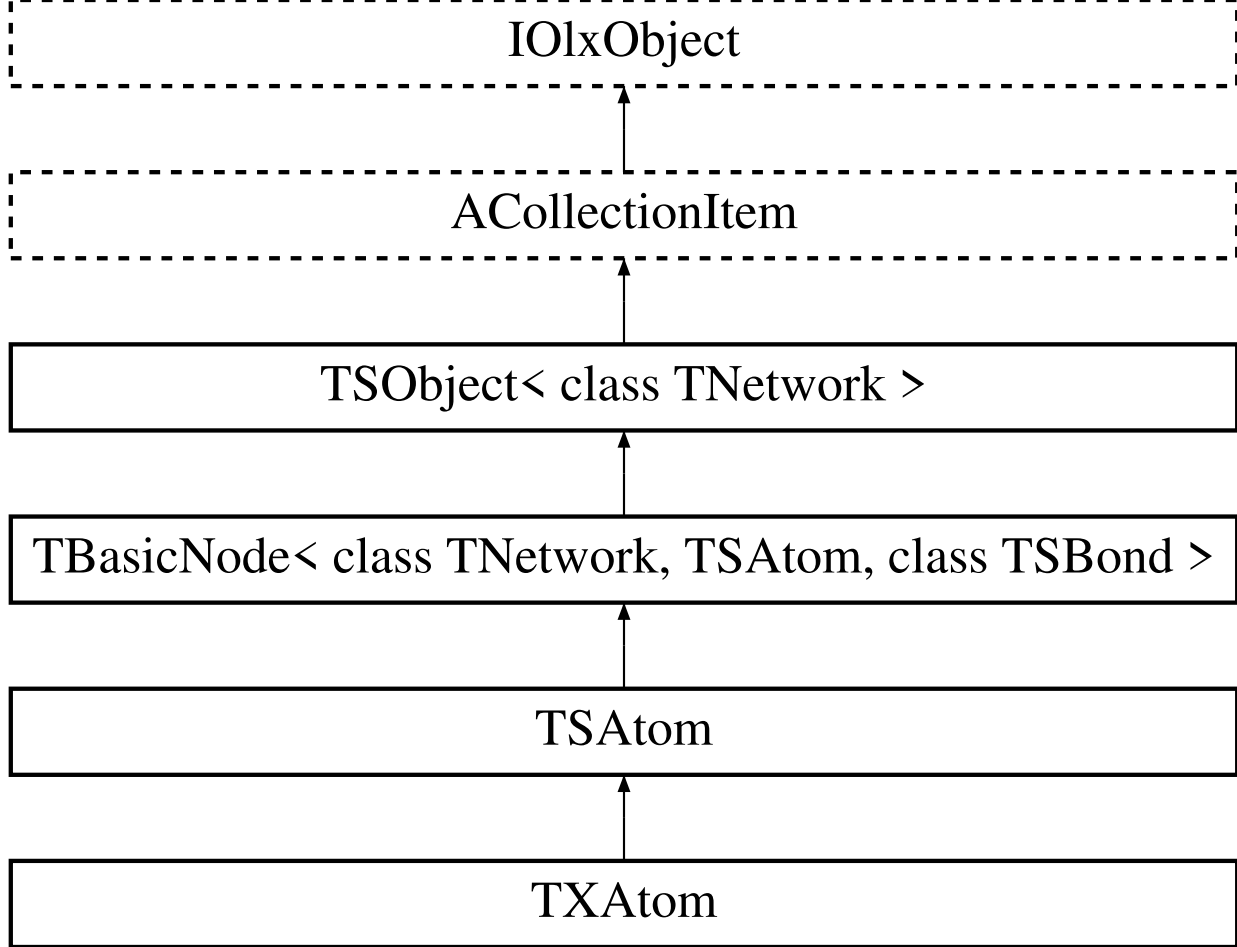 IOlxObject
ACollectionItem
TSObject< class TNetwork >
TBasicNode< class TNetwork, TSAtom, class TSBond >
TSAtom
TXAtom